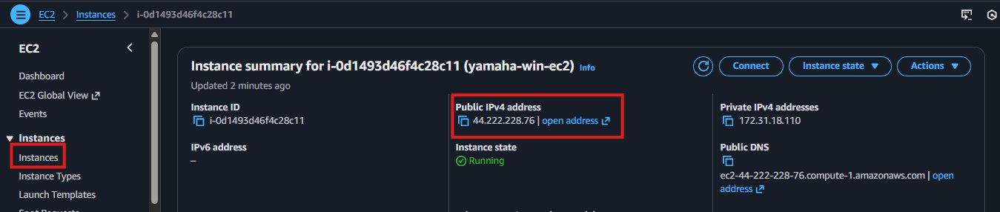 EC2 > Instances > i-0d1493d46f4c28c11
EC2
Dashboard
EC2 Global View
Events
Instances
Instances
Instance Types
Launch Templates
Instance summary for i-0d1493d46f4c28c11 (yamaha-win-ec2) Info
Updated 2 minutes ago
Connect
Instance state
Actions
Instance ID
i-0d1493d46f4c28c11
IPv6 address
–
Public IPv4 address
44.222.228.76 | open address
Instance state
Running
Private IPv4 addresses
172.31.18.110
Public DNS
ec2-44-222-228-76.compute-1.amazonaws.com | open
address